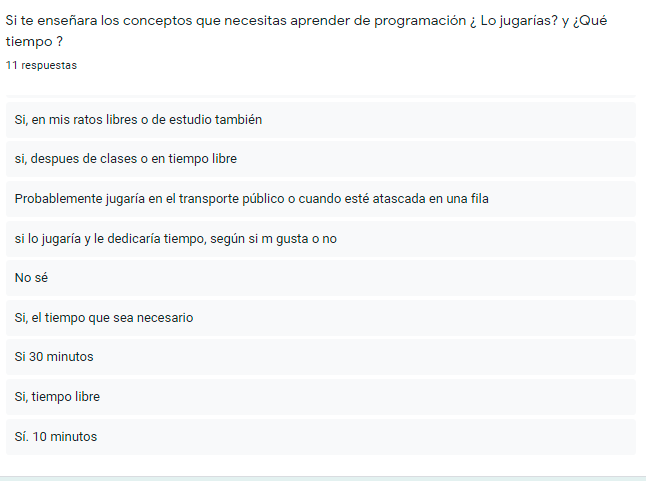 Si te enseñara los conceptos que necesitas aprender de programación ¿ Lo jugarías? y ¿Qué
tiempo ?
11 respuestas
Si, en mis ratos libres o de estudio también
si, despues de clases o en tiempo libre
Probablemente jugaría en el transporte público o cuando esté atascada en una fila
si lo jugaría y le dedicaría tiempo, según si m gusta o no
No sé
Si, el tiempo que sea necesario
Si 30 minutos
Si, tiempo libre
Sí. 10 minutos